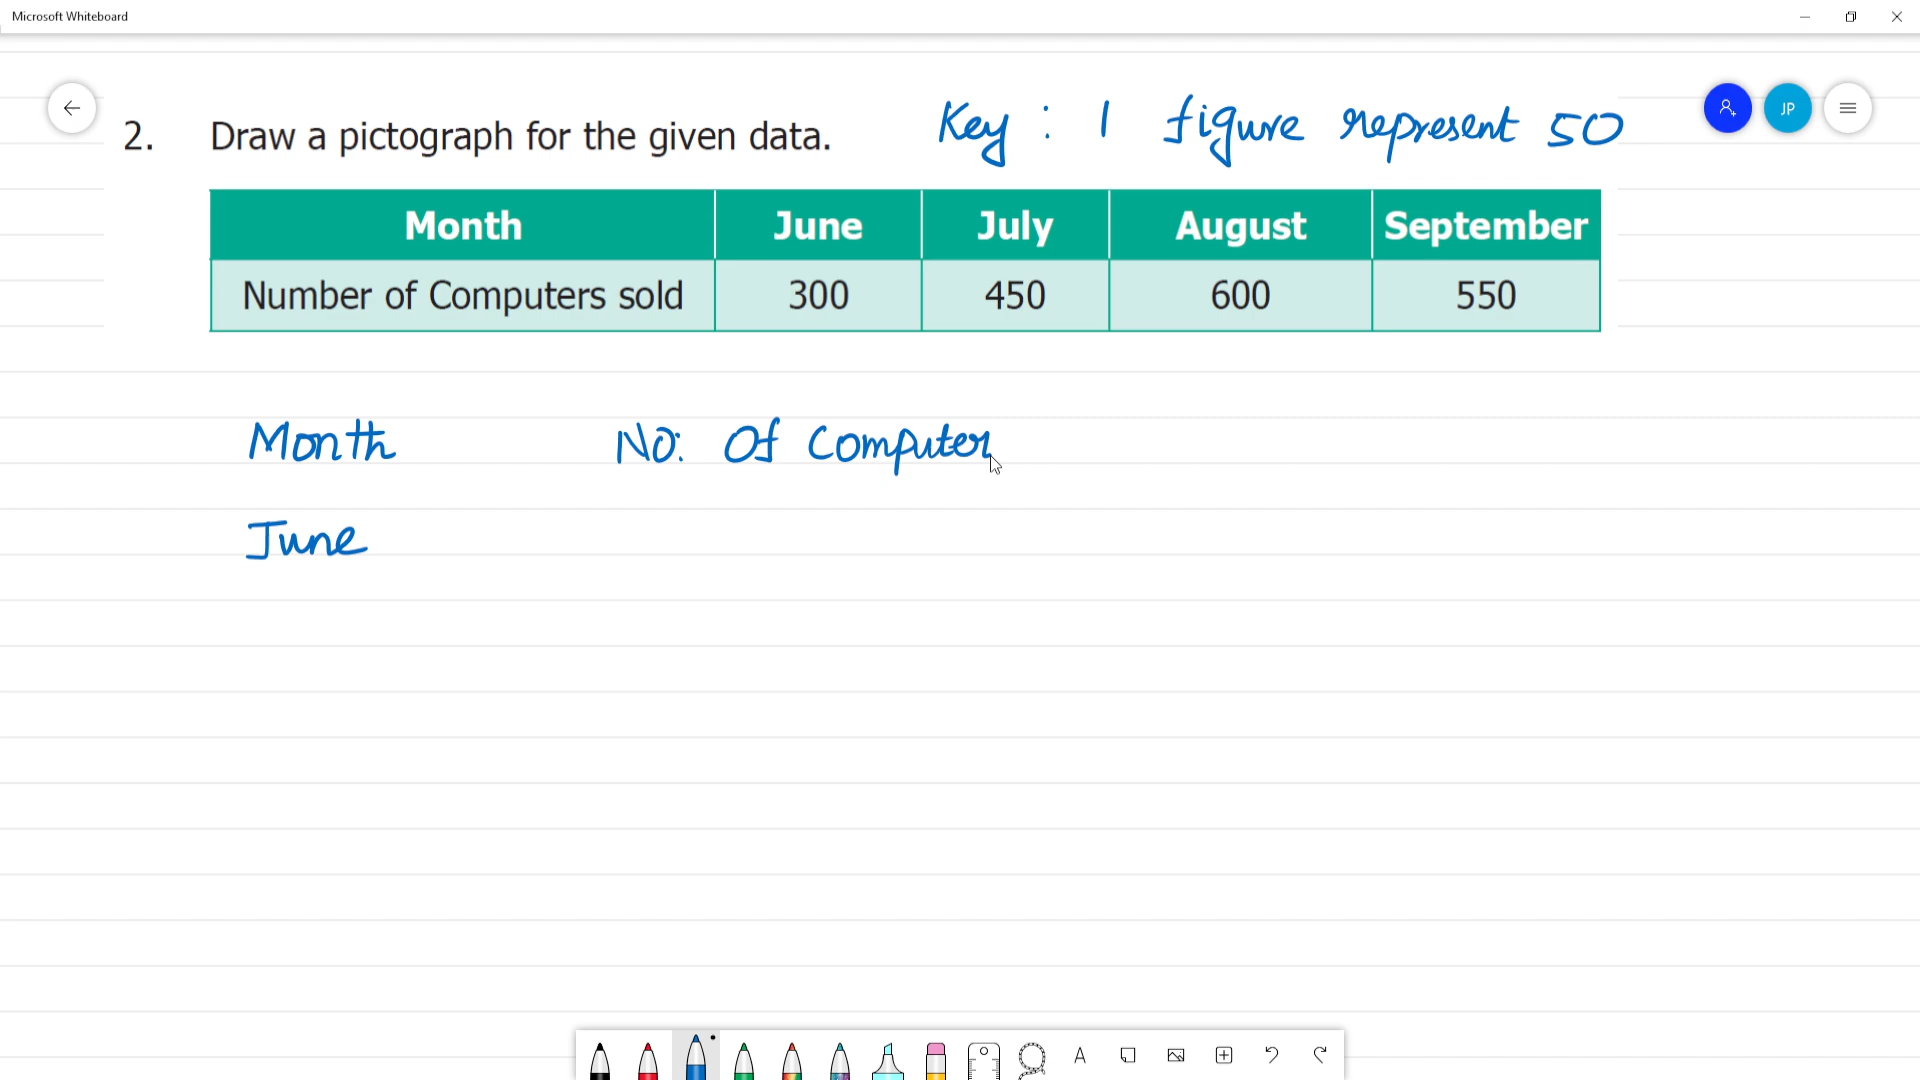 Microsoft Whiteboard
2. Draw a pictograph for the given data. Key : 1 figure represent 50
JP
Month June July August September
Number of Computers sold 300 450 600 550
Month No: Of Computer
June